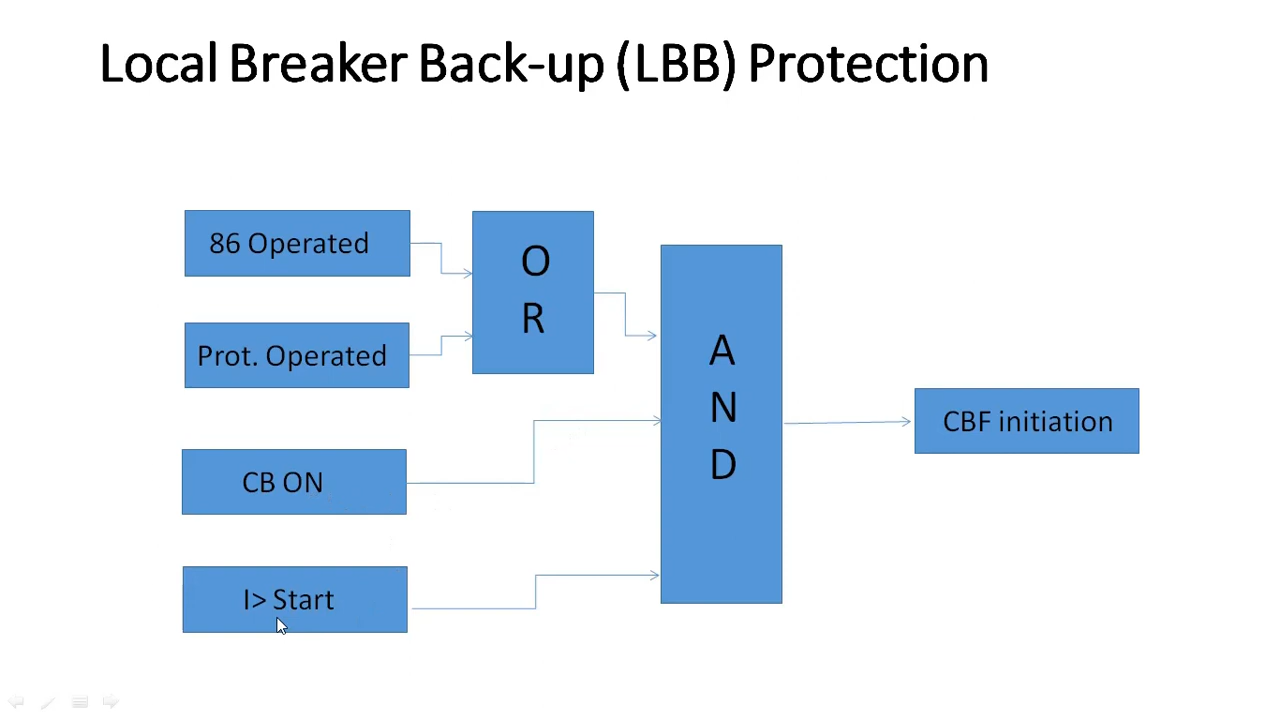 Local Breaker Back-up (LBB) Protection
86 Operated
O
R
Prot. Operated
A
N
D
CBF initiation
CB ON
I> Start